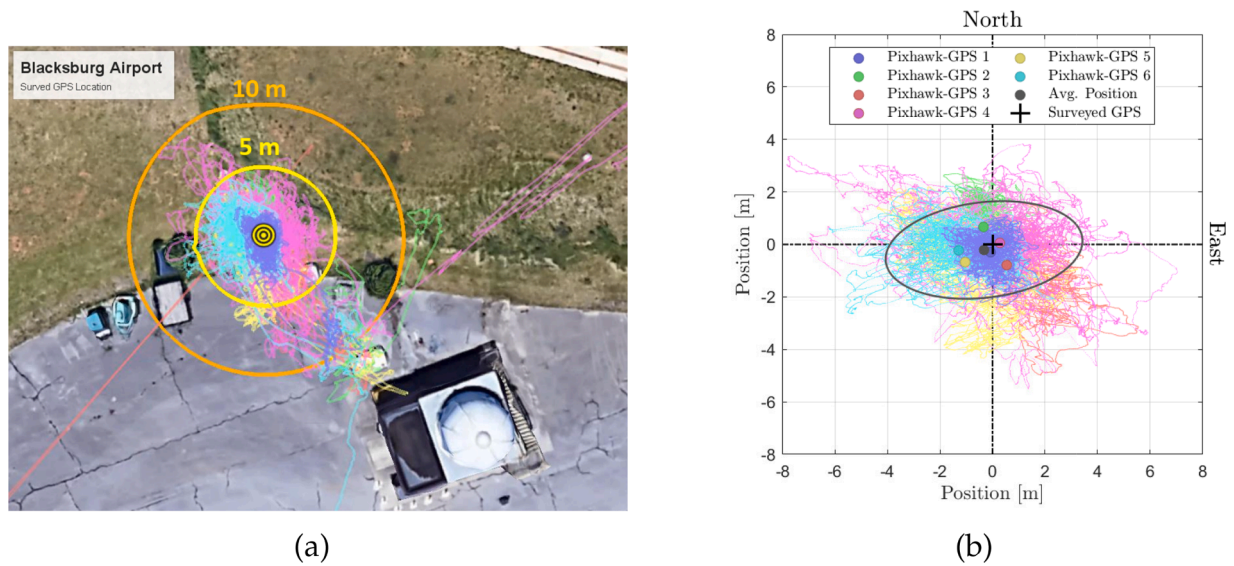 Blacksburg Airport
Surved GPS Location
10 m
5 m
(a)
North
8
6
4
2
0
-2
-4
-6
-8
Position [m]
Pixhawk-GPS 1
Pixhawk-GPS 2
Pixhawk-GPS 3
Pixhawk-GPS 4
Pixhawk-GPS 5
Pixhawk-GPS 6
Avg. Position
Surveyed GPS
East
-8 -6 -4 -2 0 2 4 6 8
Position [m]
(b)